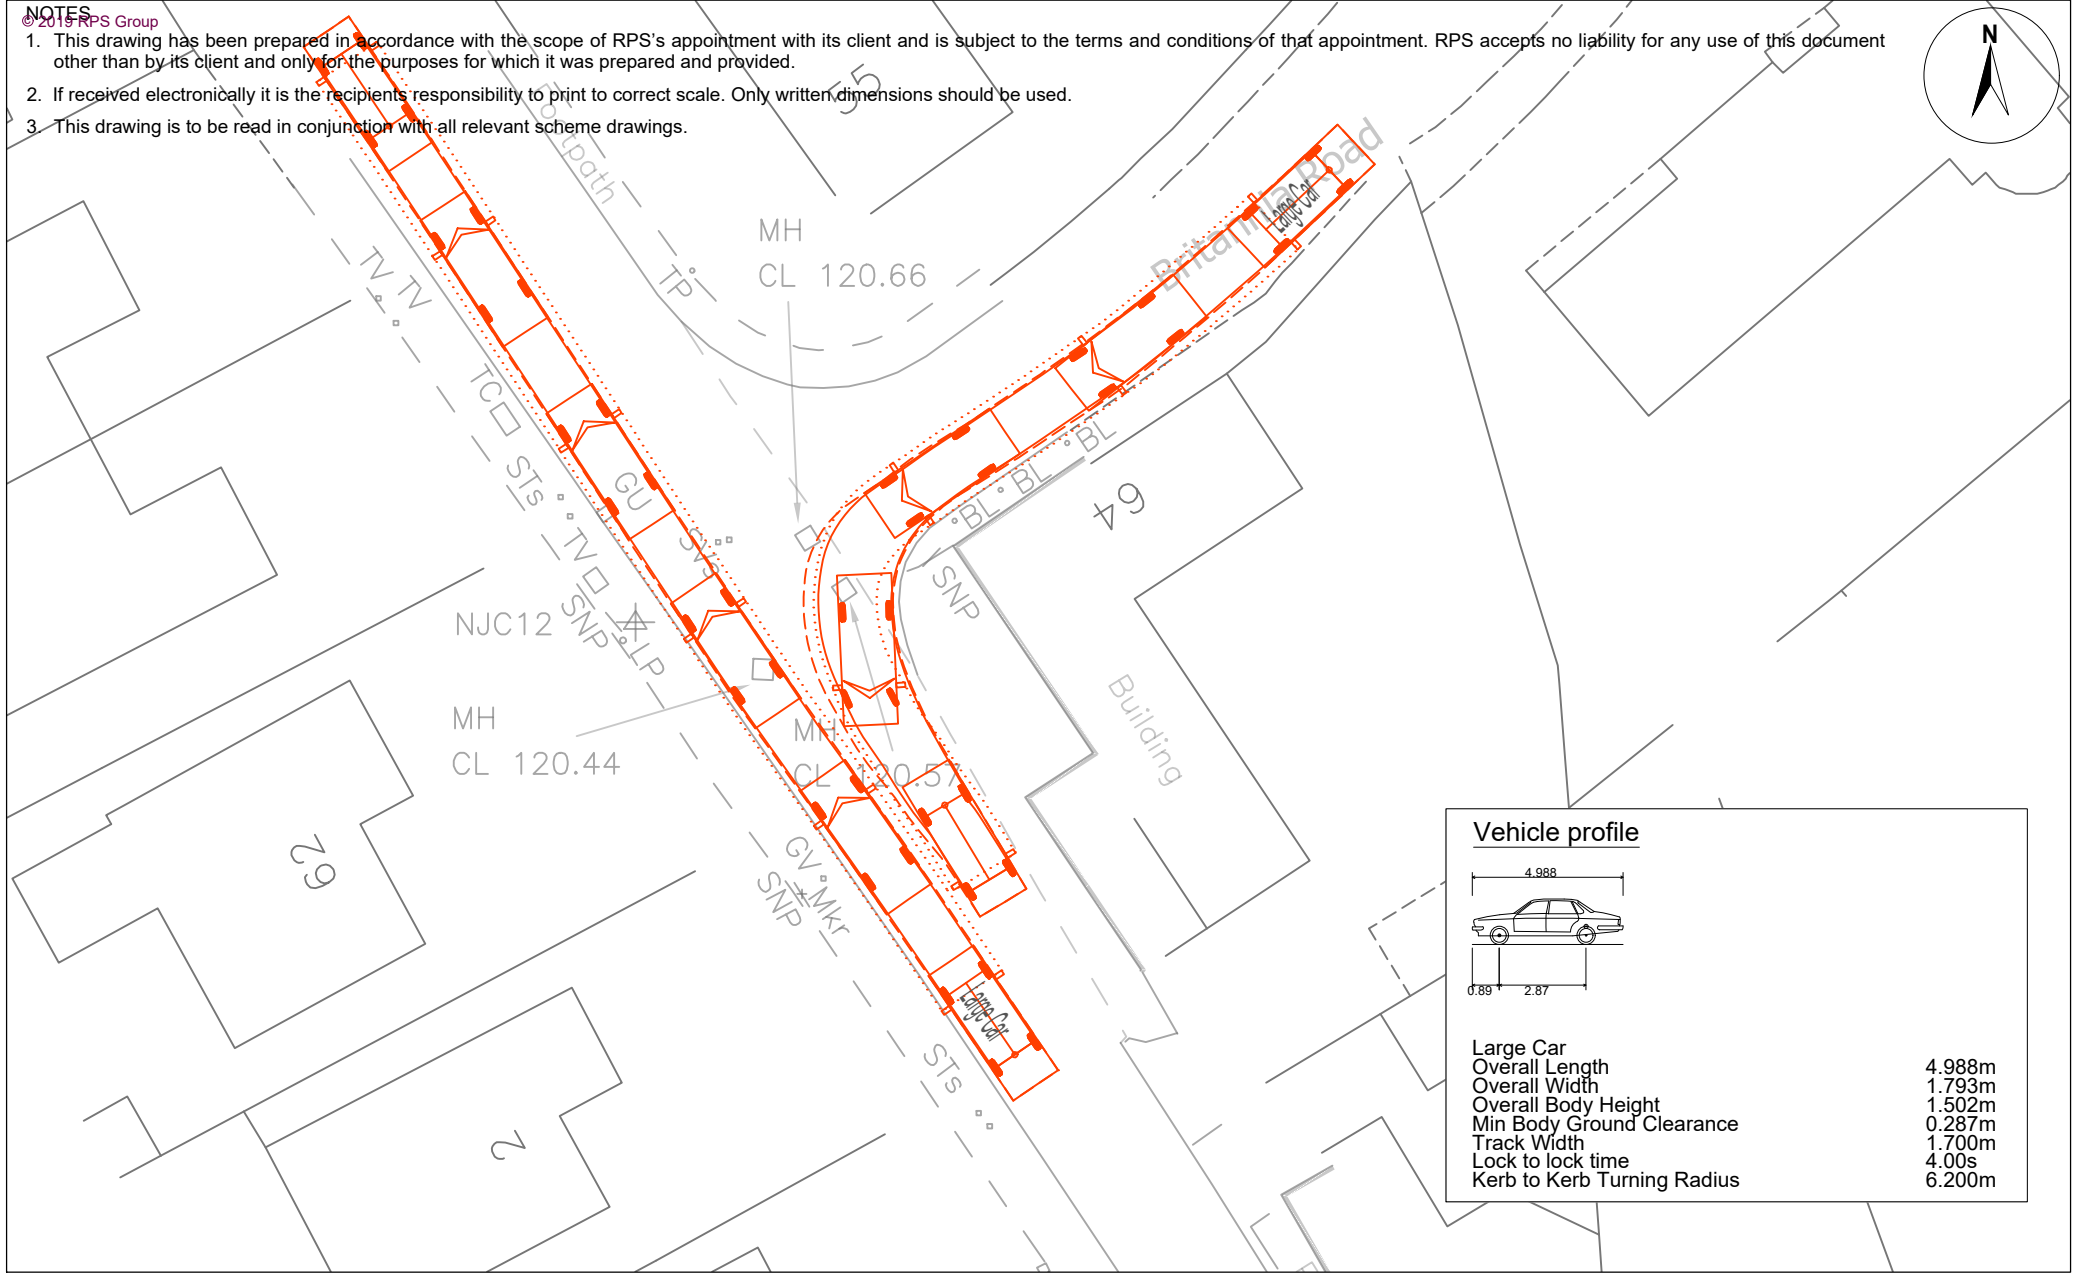 NOTES
© 2019 RPS Group
1. This drawing has been prepared in accordance with the scope of RPS's appointment with its client and is subject to the terms and conditions of that appointment. RPS accepts no liability for any use of this document
other than by its client and only for the purposes for which it was prepared and provided.
2. If received electronically it is the recipients responsibility to print to correct scale. Only written dimensions should be used.
3. This drawing is to be read in conjunction with all relevant scheme drawings.
N
55
Footpath
Britannia Road
Large Car
MH
CL 120.66
TP
TV
TV
TC
STs
GU
SVs
TV
SNP
LP
NJC12
BL
BL
BL
64
SNP
Building
MH
CL 120.44
MH
CL 120.57
62
GV
Mkr
SNP
Large Car
STs
2
Vehicle profile
4.988
0.89
2.87
Large Car
Overall Length 4.988m
Overall Width 1.793m
Overall Body Height 1.502m
Min Body Ground Clearance 0.287m
Track Width 1.700m
Lock to lock time 4.00s
Kerb to Kerb Turning Radius 6.200m